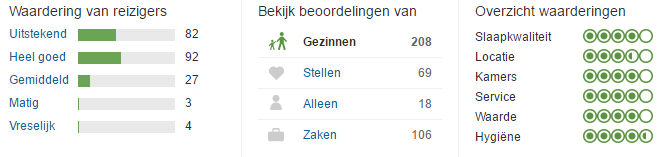 Waardering van reizigers
Uitstekend 82
Heel goed 92
Gemiddeld 27
Matig 3
Vreselijk 4
Bekijk beoordelingen van
Gezinnen 208
Stellen 69
Alleen 18
Zaken 106
Overzicht waarderingen
Slaapkwaliteit
Locatie
Kamers
Service
Waarde
Hygiëne